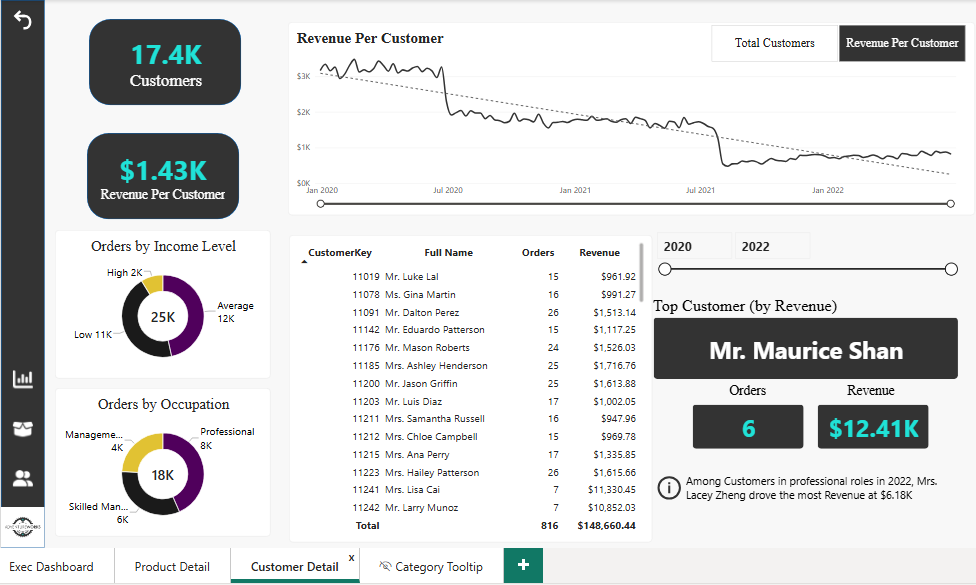 17.4K
Customers
$1.43K
Revenue Per Customer
Revenue Per Customer
Total Customers
Revenue Per Customer
$3K
$2K
$1K
$0K
Jan 2020
Jul 2020
Jan 2021
Jul 2021
Jan 2022
Orders by Income Level
High 2K
Average
12K
Low 11K
25K
Orders by Occupation
Manageme...
4K
Professional
8K
Skilled Man...
6K
18K
CustomerKey Full Name Orders Revenue
11019 Mr. Luke Lal 15 $961.92
11078 Ms. Gina Martin 16 $991.27
11091 Mr. Dalton Perez 26 $1,513.14
11142 Mr. Eduardo Patterson 15 $1,117.25
11176 Mr. Mason Roberts 24 $1,526.03
11185 Mrs. Ashley Henderson 25 $1,716.76
11200 Mr. Jason Griffin 25 $1,613.88
11203 Mr. Luis Diaz 17 $1,002.05
11211 Mrs. Samantha Russell 16 $947.96
11212 Mrs. Chloe Campbell 15 $969.78
11215 Mrs. Ana Perry 17 $1,335.85
11223 Mrs. Hailey Patterson 26 $1,615.66
11241 Mrs. Lisa Cai 7 $11,330.45
11242 Mr. Larry Munoz 7 $10,852.03
Total 816 $148,660.44
2020 2022
Top Customer (by Revenue)
Mr. Maurice Shan
Orders Revenue
6 $12.41K
Among Customers in professional roles in 2022, Mrs.
Lacey Zheng drove the most Revenue at $6.18K
Exec Dashboard
Product Detail
Customer Detail
x
Category Tooltip
+